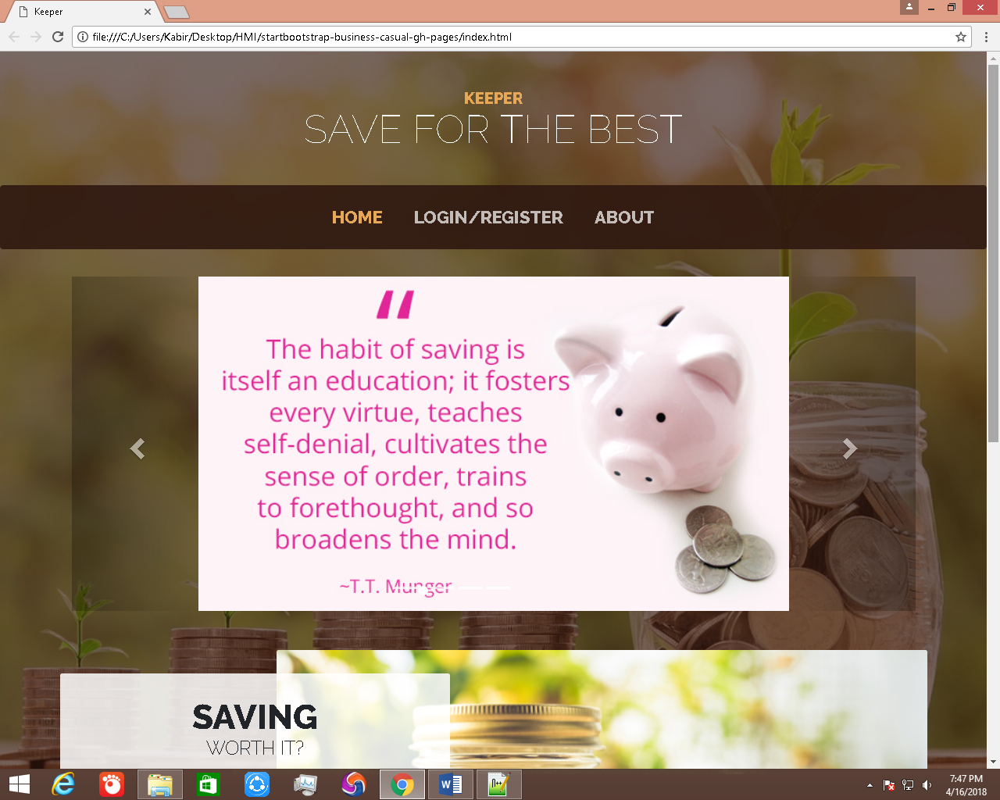 Keeper
file:///C:/Users/Kabir/Desktop/HMI/startbootstrap-business-casual-gh-pages/index.html
KEEPER
SAVE FOR THE BEST
HOME LOGIN/REGISTER ABOUT
“
The habit of saving is
itself an education; it fosters
every virtue, teaches
self-denial, cultivates the
sense of order, trains
to forethought, and so
broadens the mind.
~T.T. Munger
SAVING
WORTH IT?
7:47 PM
4/16/2018